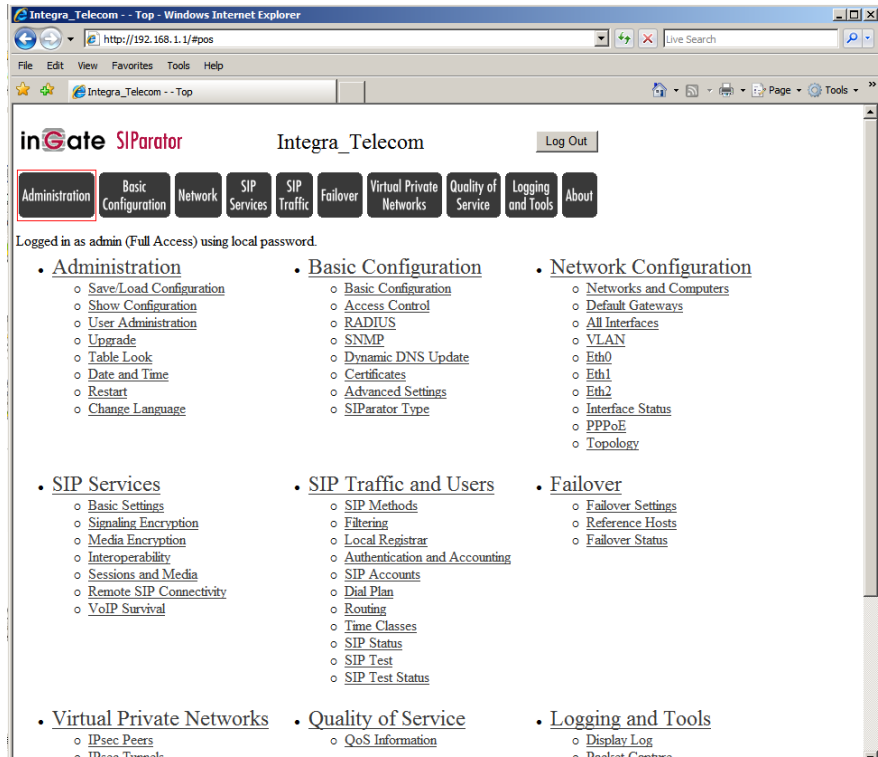 Integra_Telecom - - Top - Windows Internet Explorer
http://192.168.1.1/#pos
Live Search
File Edit View Favorites Tools Help
Integra_Telecom - - Top
Page Tools
inGate SIParator
Integra_Telecom
Log Out
Administration
Basic Configuration
Network
SIP Services
SIP Traffic
Failover
Virtual Private Networks
Quality of Service
Logging and Tools
About
Logged in as admin (Full Access) using local password.
Administration
Save/Load Configuration
Show Configuration
User Administration
Upgrade
Table Look
Date and Time
Restart
Change Language
Basic Configuration
Basic Configuration
Access Control
RADIUS
SNMP
Dynamic DNS Update
Certificates
Advanced Settings
SIParator Type
Network Configuration
Networks and Computers
Default Gateways
All Interfaces
VLAN
Eth0
Eth1
Eth2
Interface Status
PPPoE
Topology
SIP Services
Basic Settings
Signaling Encryption
Media Encryption
Interoperability
Sessions and Media
Remote SIP Connectivity
VoIP Survival
SIP Traffic and Users
SIP Methods
Filtering
Local Registrar
Authentication and Accounting
SIP Accounts
Dial Plan
Routing
Time Classes
SIP Status
SIP Test
SIP Test Status
Failover
Failover Settings
Reference Hosts
Failover Status
Virtual Private Networks
IPsec Peers
IPsec Tunnels
Quality of Service
QoS Information
Logging and Tools
Display Log
Packet Capture